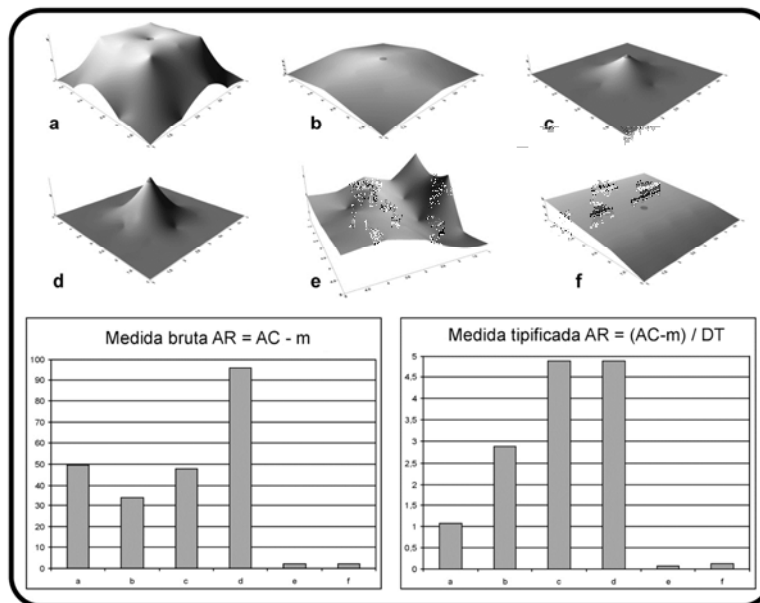 a
b
c
d
e
f
Medida bruta AR = AC - m
100
90
80
70
60
50
40
30
20
10
0
a b c d e f
Medida tipificada AR = (AC-m) / DT
5
4,5
4
3,5
3
2,5
2
1,5
1
0,5
0
a b c d e f